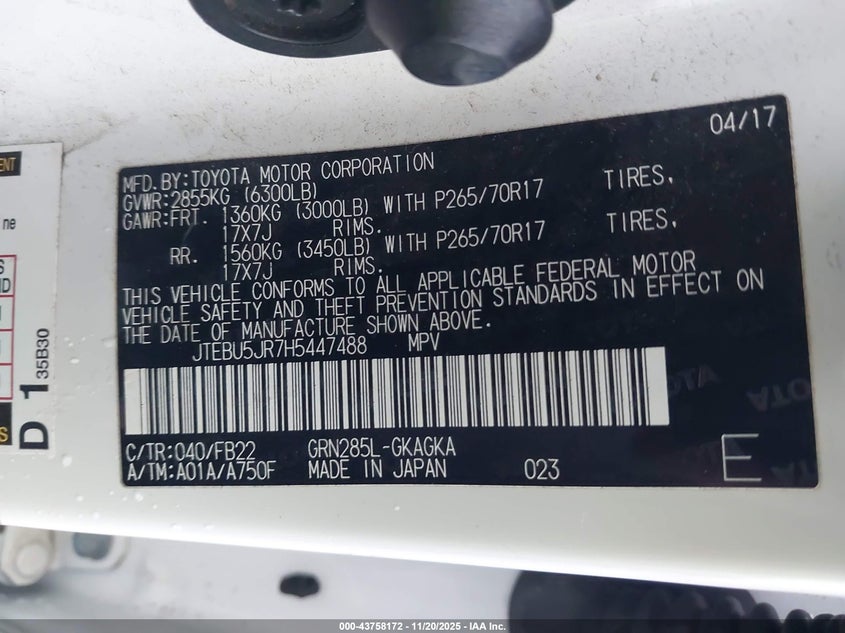 04/17
MFD. BY: TOYOTA MOTOR CORPORATION
GVWR: 2855KG (6300LB)
GAWR: FRT. 1360KG (3000LB) WITH P265/70R17 TIRES,
17X7J RIMS.
RR. 1560KG (3450LB) WITH P265/70R17 TIRES,
17X7J RIMS.
THIS VEHICLE CONFORMS TO ALL APPLICABLE FEDERAL MOTOR
VEHICLE SAFETY AND THEFT PREVENTION STANDARDS IN EFFECT ON
THE DATE OF MANUFACTURE SHOWN ABOVE.
JTEBU5JR7H5447488 MPV
C/TR: 040/FB22 GRN285L-GKAGKA
A/TM: A01A/A750F MADE IN JAPAN 023 E
TOYOTA
D 1 35B30
ne
000-43758172 - 11/20/2025 - IAA Inc.